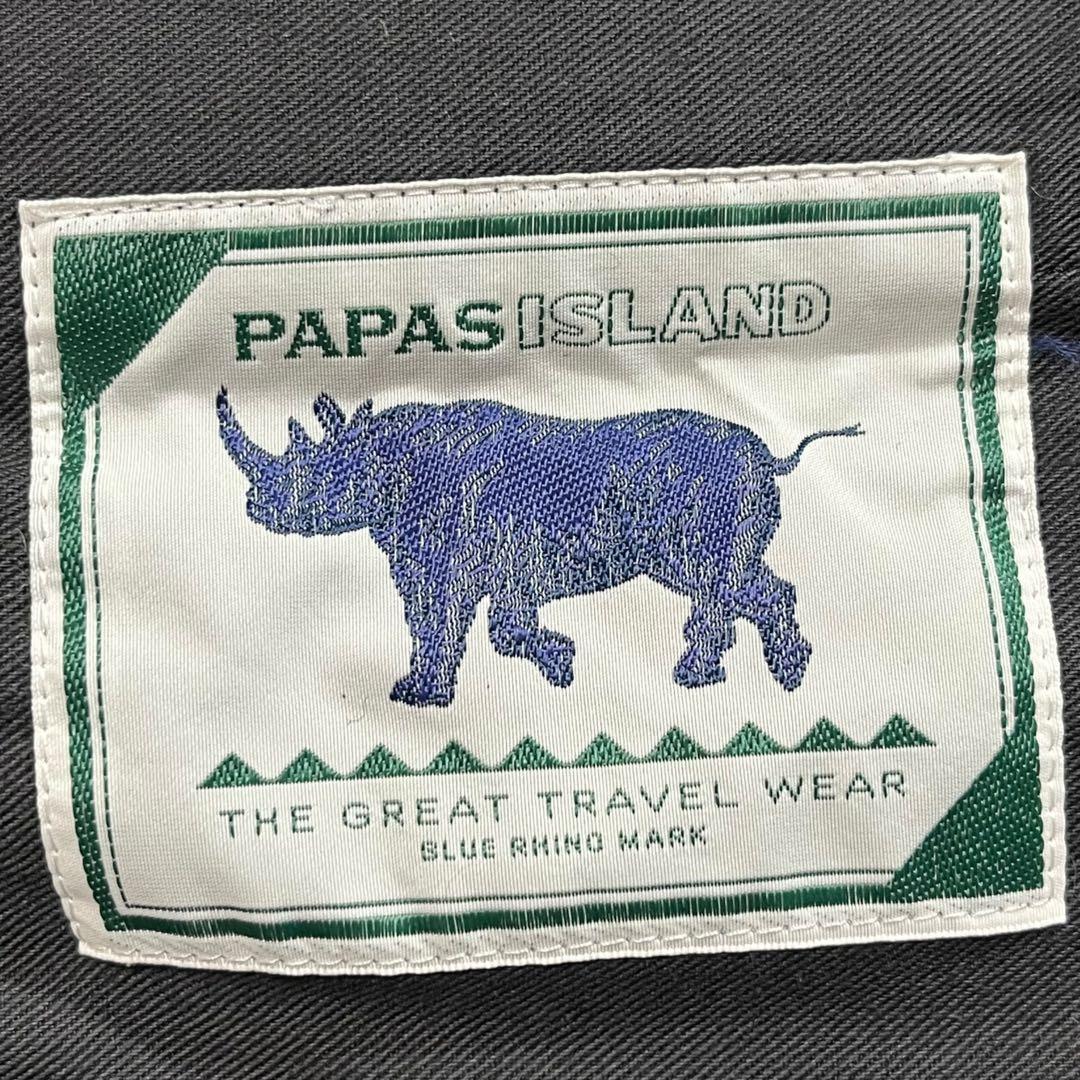 PAPAS ISLAND
THE GREAT TRAVEL WEAR
BLUE RHINO MARK